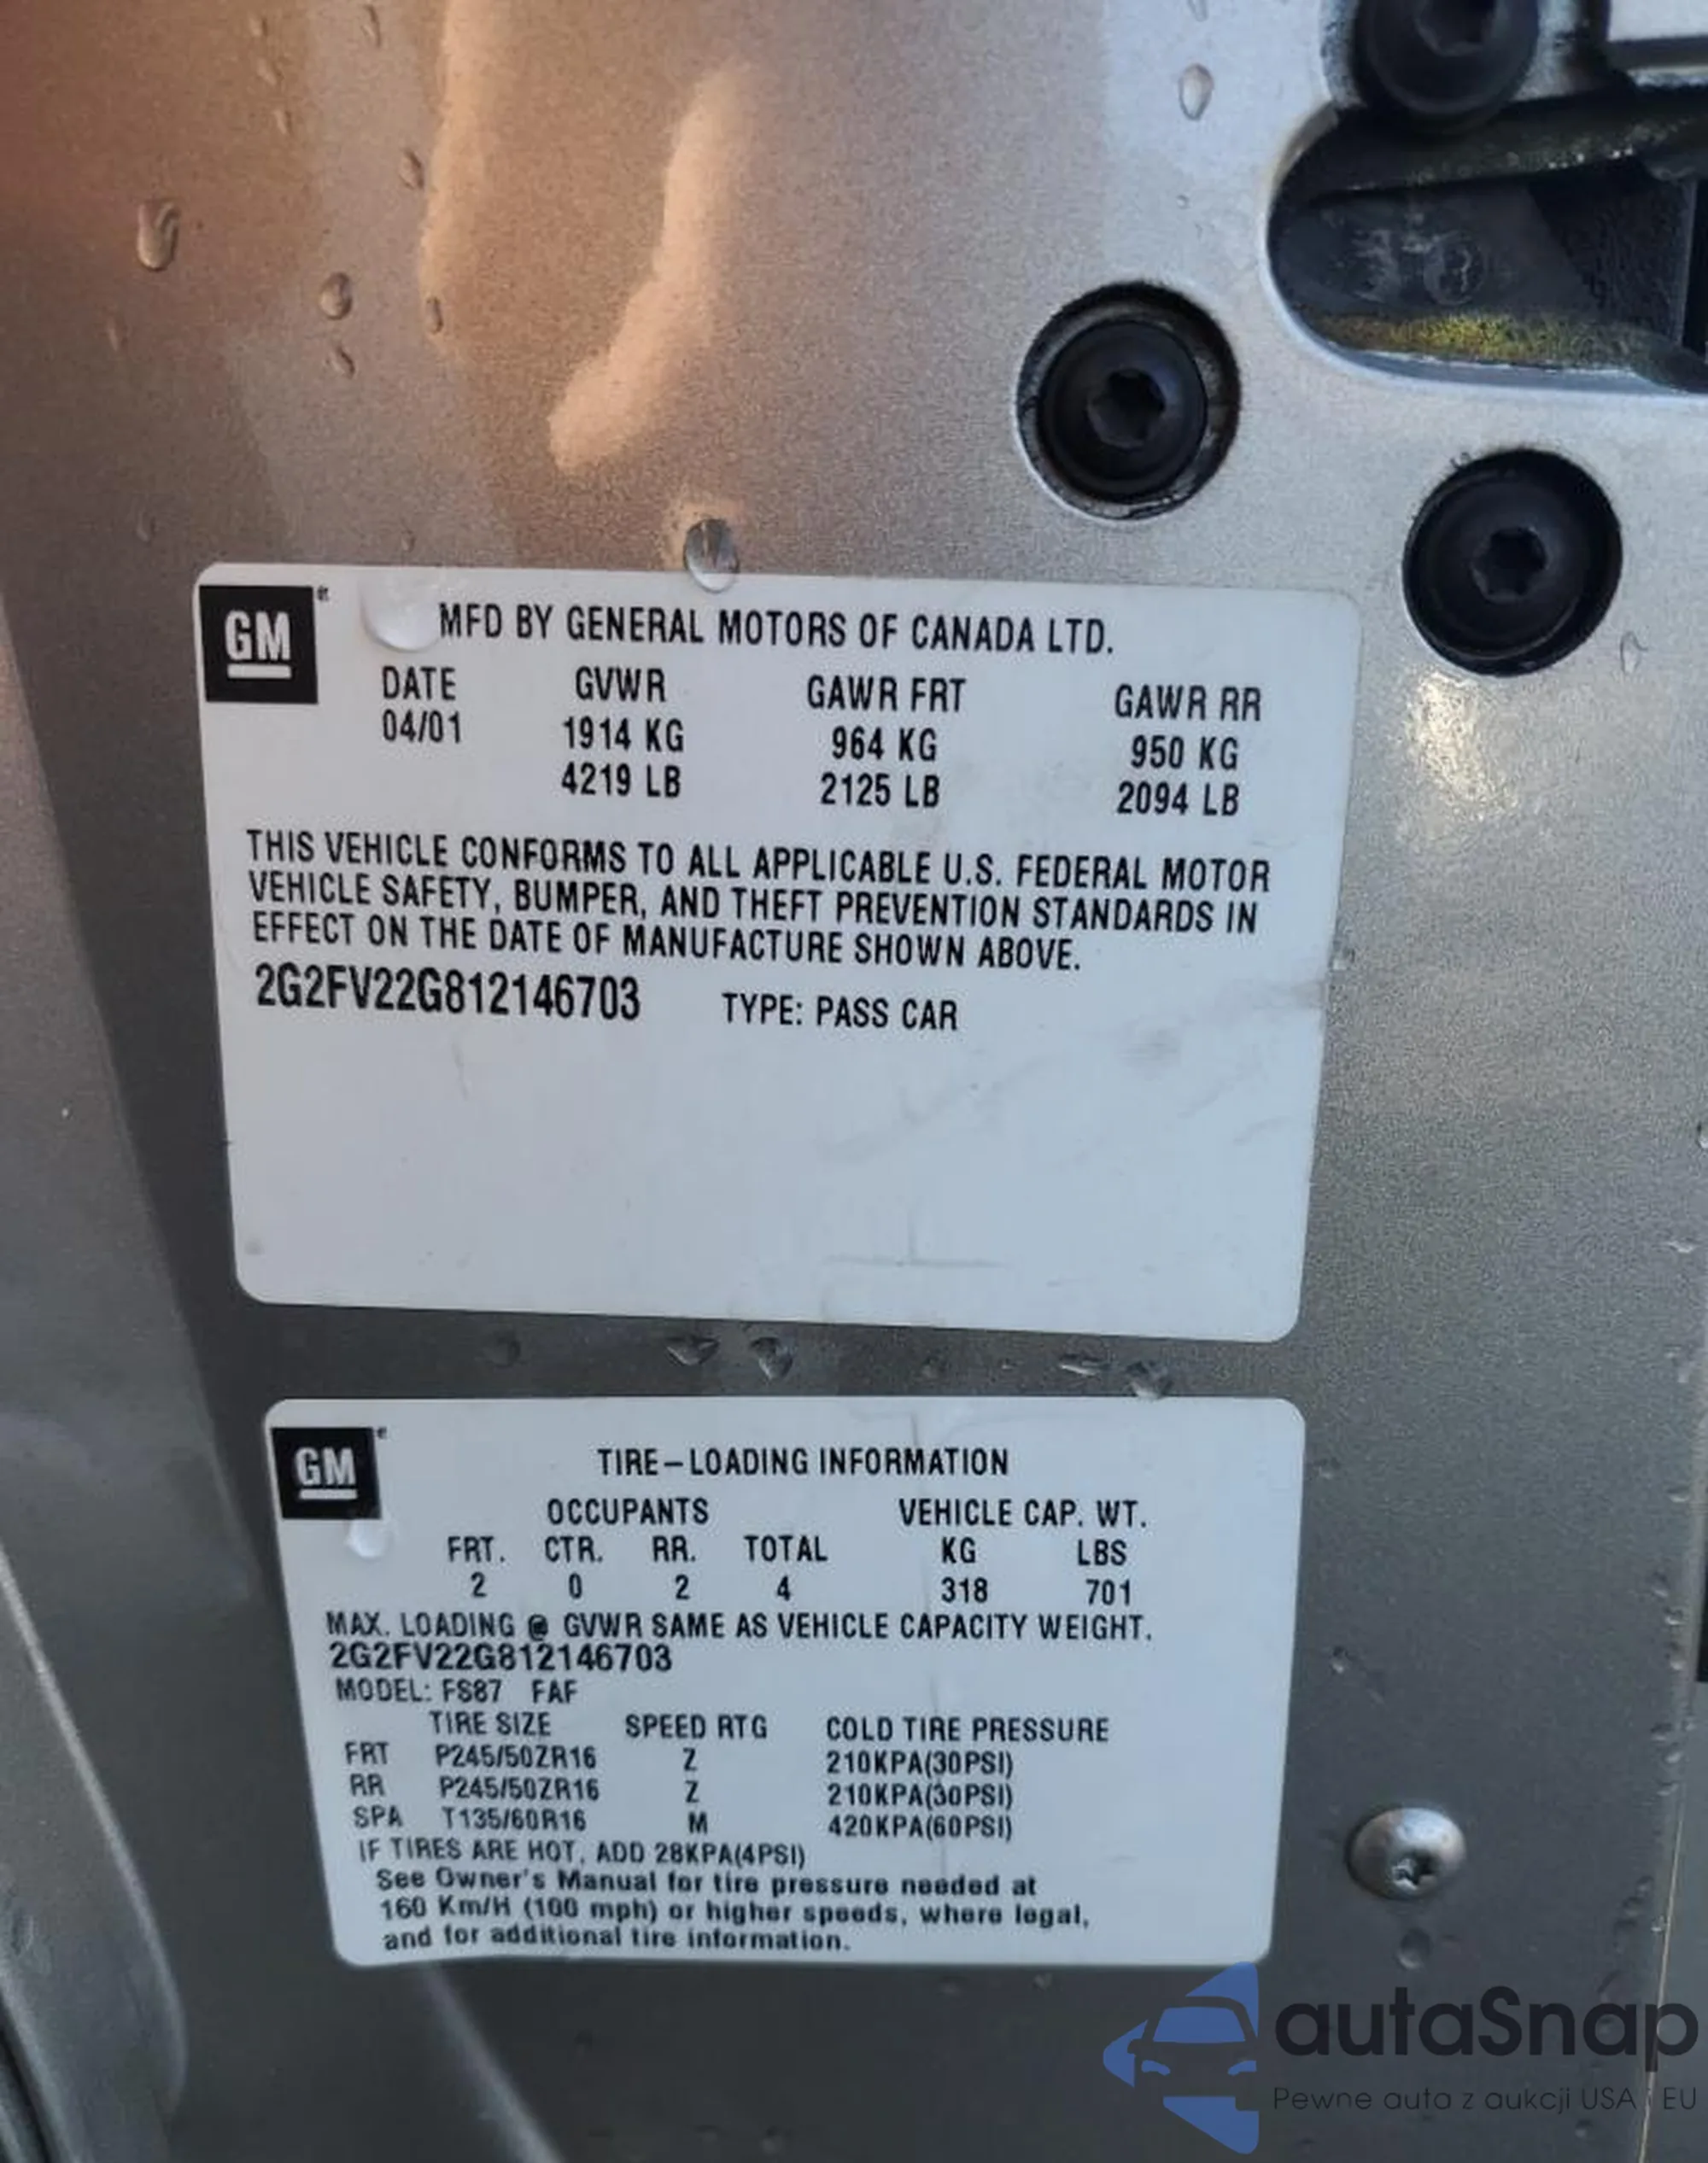 GM
MFD BY GENERAL MOTORS OF CANADA LTD.
DATE GVWR GAWR FRT GAWR RR
04/01 1914 KG 964 KG 950 KG
4219 LB 2125 LB 2094 LB
THIS VEHICLE CONFORMS TO ALL APPLICABLE U.S. FEDERAL MOTOR
VEHICLE SAFETY, BUMPER, AND THEFT PREVENTION STANDARDS IN
EFFECT ON THE DATE OF MANUFACTURE SHOWN ABOVE.
2G2FV22G812146703 TYPE: PASS CAR
GM
TIRE-LOADING INFORMATION
OCCUPANTS VEHICLE CAP. WT.
FRT. CTR. RR. TOTAL KG LBS
2 0 2 4 318 701
MAX. LOADING @ GVWR SAME AS VEHICLE CAPACITY WEIGHT.
2G2FV22G812146703
MODEL: FS87 FAF
TIRE SIZE SPEED RTG COLD TIRE PRESSURE
FRT P245/50ZR16 Z 210KPA(30PSI)
RR P245/50ZR16 Z 210KPA(30PSI)
SPA T135/60R16 M 420KPA(60PSI)
IF TIRES ARE HOT, ADD 28KPA(4PSI)
See Owner's Manual for tire pressure needed at
160 Km/H (100 mph) or higher speeds, where legal,
and for additional tire information.
autaSnap
Pewne auta z aukcji USA i EU